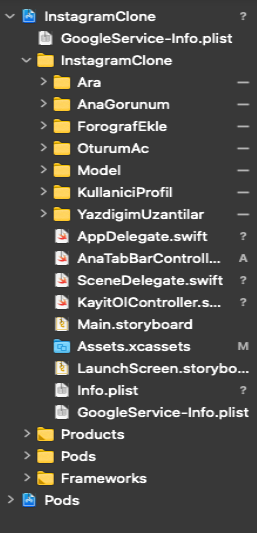 InstagramClone ?
GoogleService-Info.plist
InstagramClone
Ara —
AnaGorunum —
ForografEkle —
OturumAc —
Model —
KullaniciProfil —
YazdigimUzantilar —
AppDelegate.swift ?
AnaTabBarControll... A
SceneDelegate.swift ?
KayitOlController.s... ?
Main.storyboard
Assets.xcassets M
LaunchScreen.storybo...
Info.plist ?
GoogleService-Info.plist
Products
Pods
Frameworks
Pods